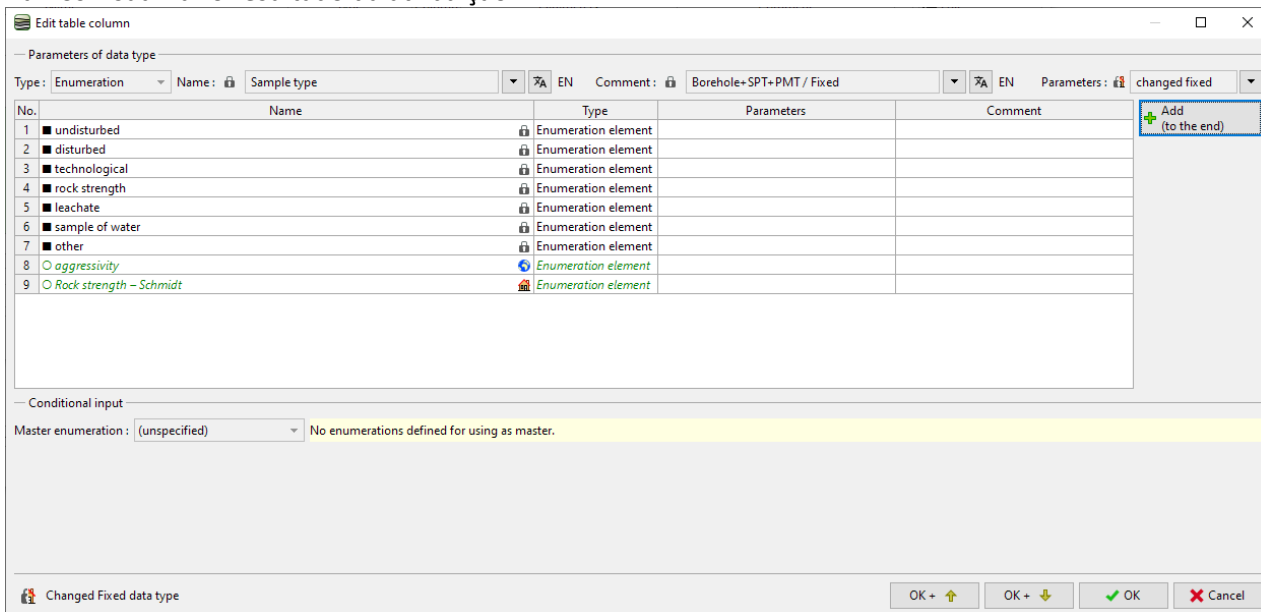 Edit table column
Parameters of data type
Type : Enumeration Name : Sample type EN Comment : Borehole+SPT+PMT / Fixed EN Parameters : changed fixed
No. Name Type Parameters Comment
Add
(to the end)
1 undisturbed Enumeration element
2 disturbed Enumeration element
3 technological Enumeration element
4 rock strength Enumeration element
5 leachate Enumeration element
6 sample of water Enumeration element
7 other Enumeration element
8 aggressivity Enumeration element
9 Rock strength – Schmidt Enumeration element
Conditional input
Master enumeration : (unspecified) No enumerations defined for using as master.
Changed Fixed data type OK + OK + OK Cancel